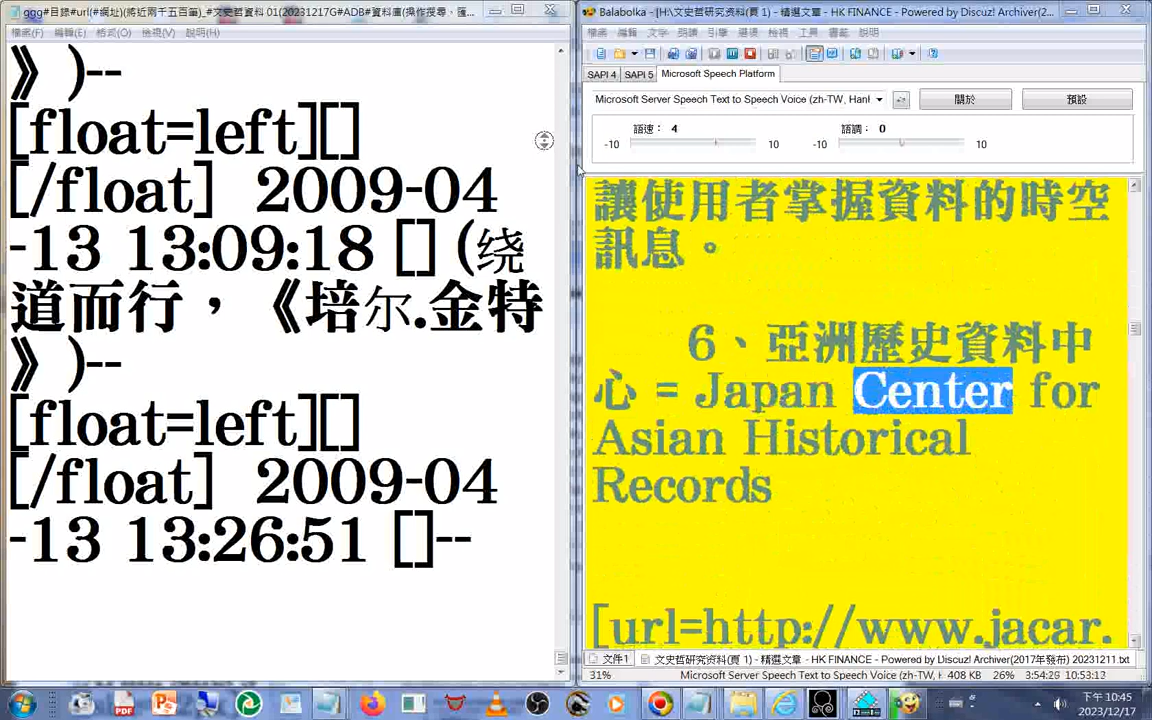 ggg#目錄#url(#網址)(將近兩千五百筆)_#文史哲資料 01(20231217G#ADB#資料庫(操作搜尋，匯...
檔案(F) 編輯(E) 格式(O) 檢視(V) 說明(H)
》)--
[float=left][]
[/float] 2009-04
-13 13:09:18 [] (绕
道而行，《培尔.金特
》)--
[float=left][]
[/float] 2009-04
-13 13:26:51 []--
Balabolka - [H:\文史哲研究资料(頁 1) - 精選文章 - HK FINANCE - Powered by Discuz! Archiver(2...
檔案 編輯 文字 引擎 選項 檢視 工具 書籤 說明
SAPI 4 SAPI 5 Microsoft Speech Platform
Microsoft Server Speech Text to Speech Voice (zh-TW, Hanl
關於 預設
語速： 4 語調： 0
-10 10 -10 10
讓使用者掌握資料的時空
訊息。
6、亞洲歷史資料中
心 = Japan Center for
Asian Historical
Records
[url=http://www.jacar.
文件1 文史哲研究资料(頁 1) - 精選文章 - HK FINANCE - Powered by Discuz! Archiver(2017年發布) 20231211.txt
31% Microsoft Server Speech Text to Speech Voice (zh-TW, H 408 KB 26% 3:54:29 10:53:13
下午 10:45
2023/12/17